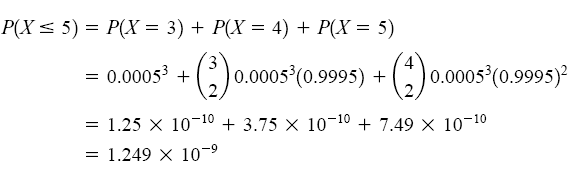 P(X ≤ 5) = P(X = 3) + P(X = 4) + P(X = 5)
= 0.0005³ + (3 2) 0.0005³(0.9995) + (4 2) 0.0005³(0.9995)²
= 1.25 × 10⁻¹⁰ + 3.75 × 10⁻¹⁰ + 7.49 × 10⁻¹⁰
= 1.249 × 10⁻⁹